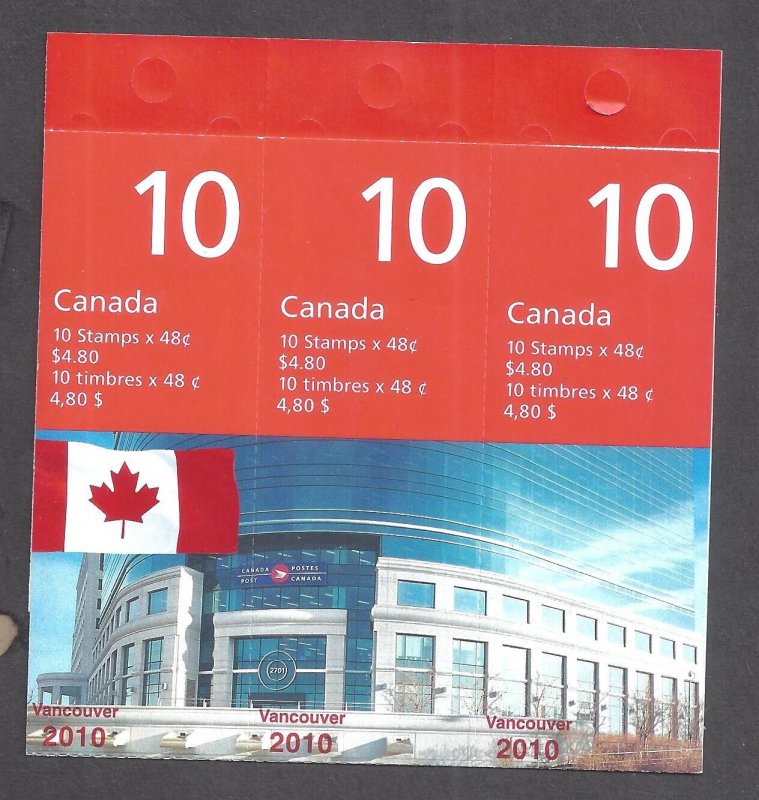 10
Canada
10 Stamps x 48¢
$4.80
10 timbres x 48 ¢
4,80 $
10
Canada
10 Stamps x 48¢
$4.80
10 timbres x 48 ¢
4,80 $
10
Canada
10 Stamps x 48¢
$4.80
10 timbres x 48 ¢
4,80 $
CANADA POSTES
POST CANADA
2701
Vancouver
2010
Vancouver
2010
Vancouver
2010